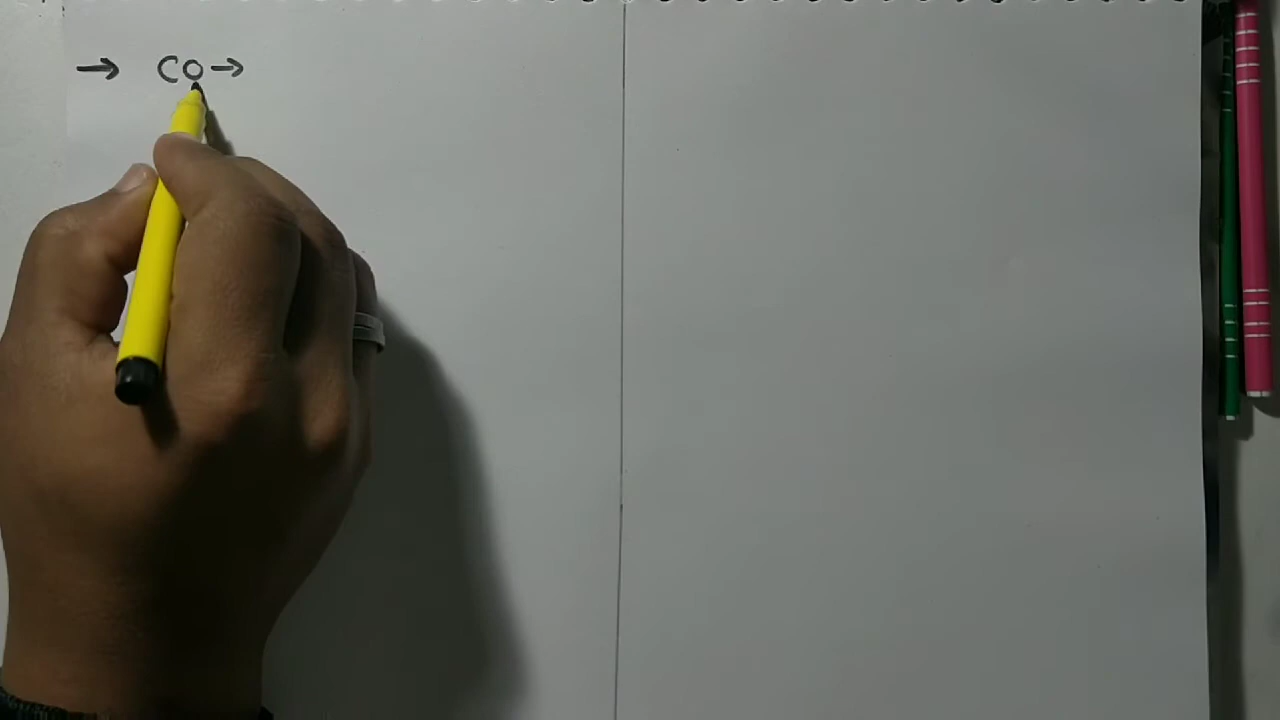 → CO →